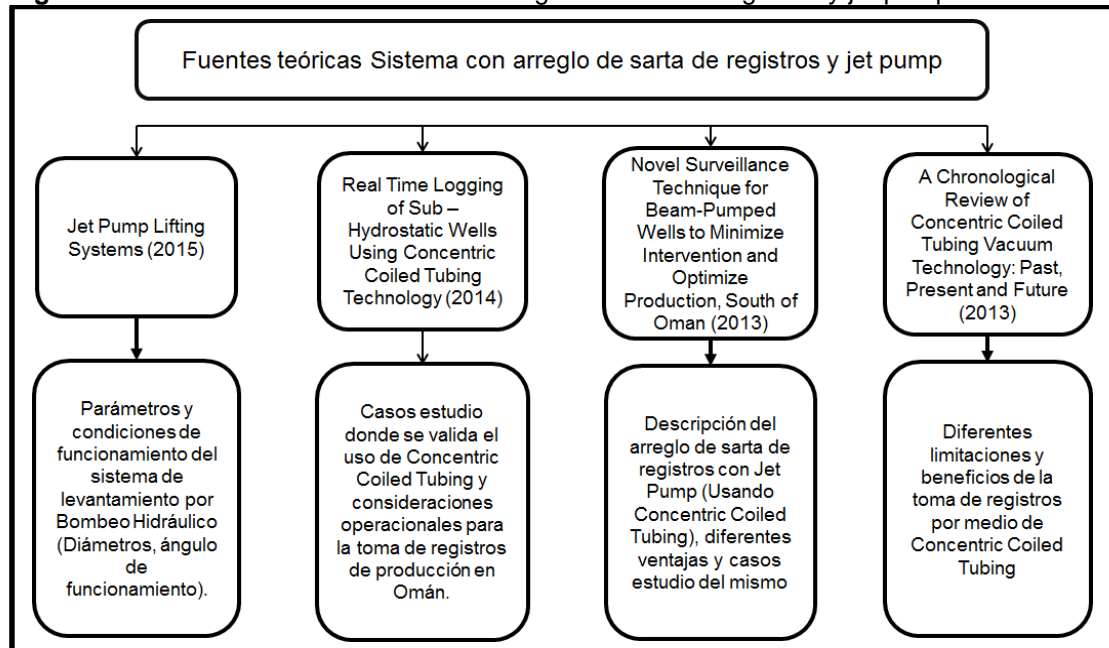 Fuentes teóricas Sistema con arreglo de sarta de registros y jet pump
Jet Pump Lifting
Systems (2015)
Real Time Logging
of Sub –
Hydrostatic Wells
Using Concentric
Coiled Tubing
Technology (2014)
Novel Surveillance
Technique for
Beam-Pumped
Wells to Minimize
Intervention and
Optimize
Production, South of
Oman (2013)
A Chronological
Review of
Concentric Coiled
Tubing Vacuum
Technology: Past,
Present and Future
(2013)
Parámetros y
condiciones de
funcionamiento del
sistema de
levantamiento por
Bombeo Hidráulico
(Diámetros, ángulo
de
funcionamiento).
Casos estudio
donde se valida el
uso de Concentric
Coiled Tubing y
consideraciones
operacionales para
la toma de registros
de producción en
Omán.
Descripción del
arreglo de sarta de
registros con Jet
Pump (Usando
Concentric Coiled
Tubing), diferentes
ventajas y casos
estudio del mismo
Diferentes
limitaciones y
beneficios de la
toma de registros
por medio de
Concentric Coiled
Tubing